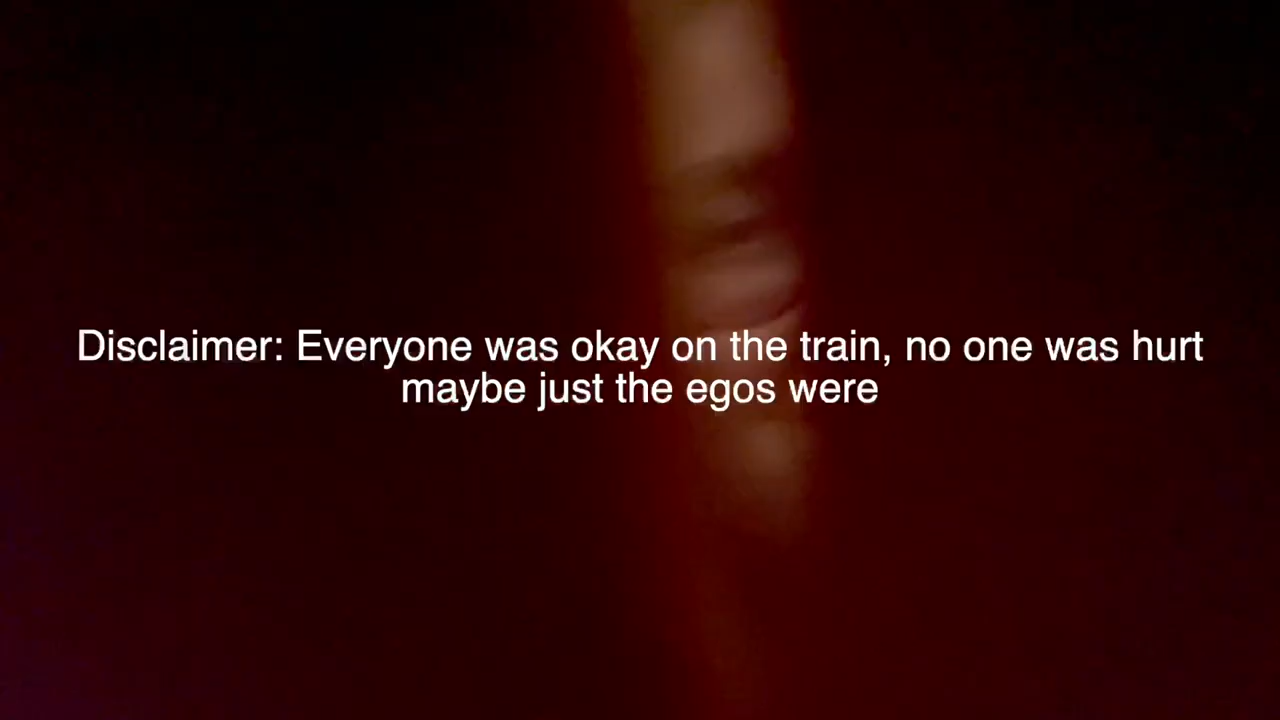 Disclaimer: Everyone was okay on the train, no one was hurt
maybe just the egos were